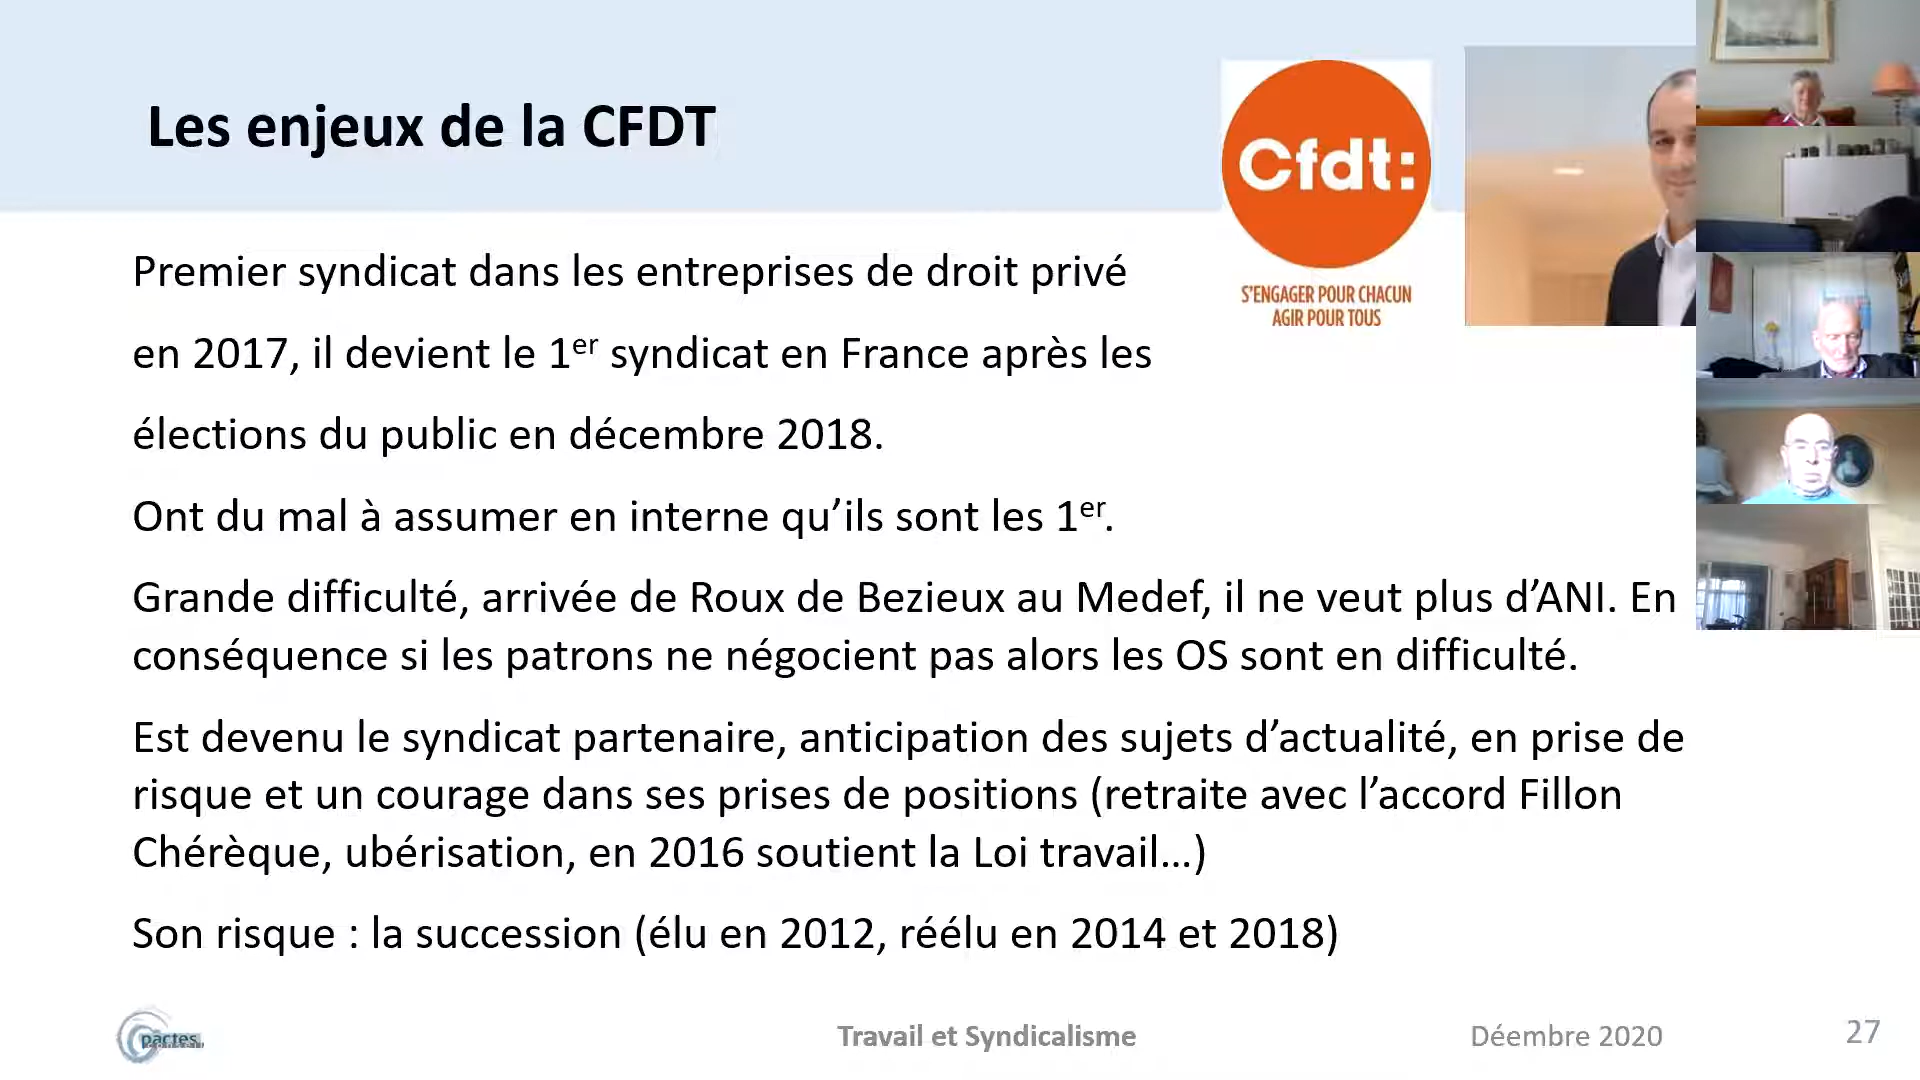 Les enjeux de la CFDT
Cfdt:
S'ENGAGER POUR CHACUN
AGIR POUR TOUS
Premier syndicat dans les entreprises de droit privé
en 2017, il devient le 1er syndicat en France après les
élections du public en décembre 2018.
Ont du mal à assumer en interne qu’ils sont les 1er.
Grande difficulté, arrivée de Roux de Bezieux au Medef, il ne veut plus d’ANI. En
conséquence si les patrons ne négocient pas alors les OS sont en difficulté.
Est devenu le syndicat partenaire, anticipation des sujets d’actualité, en prise de
risque et un courage dans ses prises de positions (retraite avec l’accord Fillon
Chérèque, ubérisation, en 2016 soutient la Loi travail…)
Son risque : la succession (élu en 2012, réélu en 2014 et 2018)
pactes
conseil
Travail et Syndicalisme
Déembre 2020
27